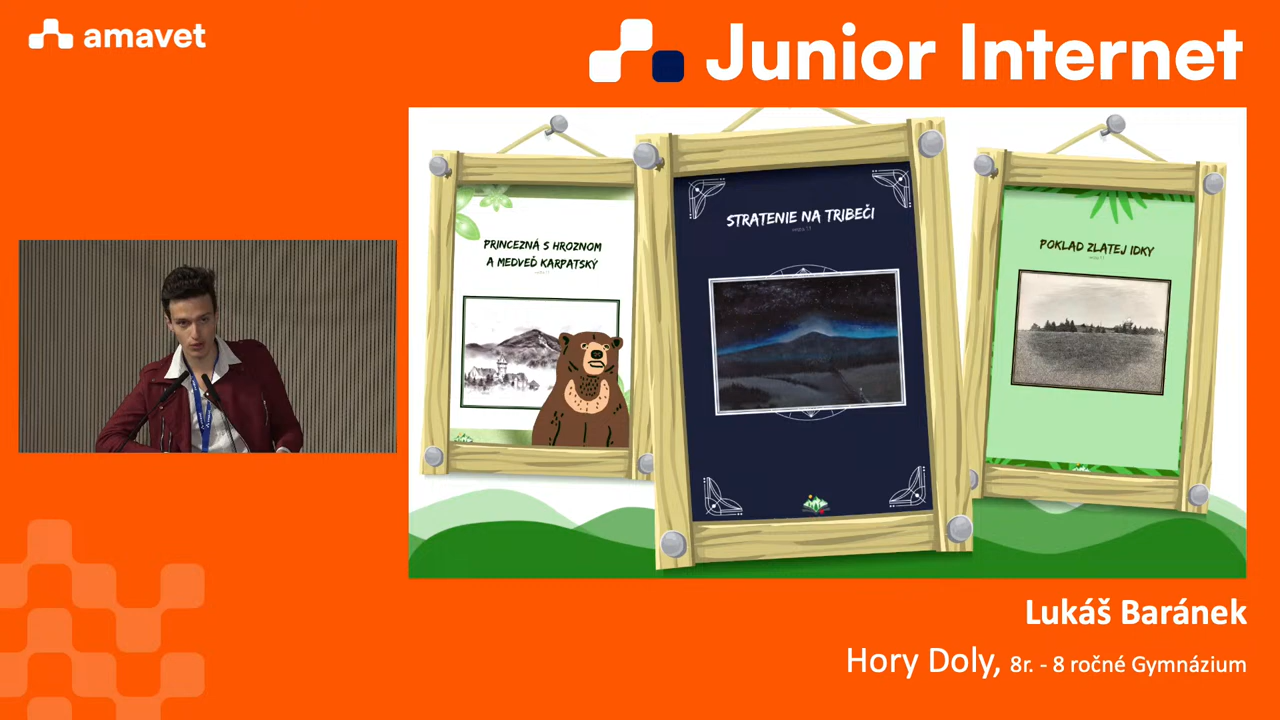 amavet
Junior Internet
PRINCEZNÁ S HROZNOM
A MEDVEĎ KARPATSKÝ
STRATENIE NA TRIBEČI
POKLAD ZLATEJ IDKY
Lukáš Baránek
Hory Doly, 8r. - 8 ročné Gymnázium